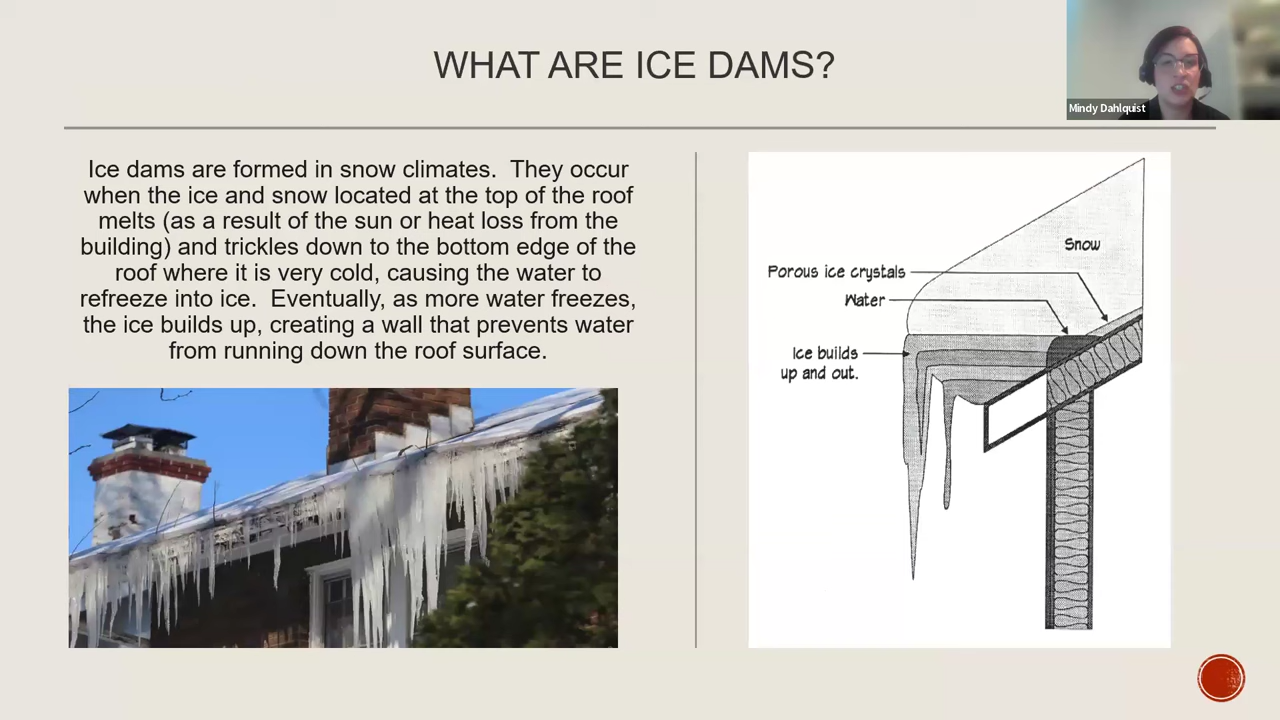 WHAT ARE ICE DAMS?
Mindy Dahlquist
Ice dams are formed in snow climates.  They occur
when the ice and snow located at the top of the roof
melts (as a result of the sun or heat loss from the
building) and trickles down to the bottom edge of the
roof where it is very cold, causing the water to
refreeze into ice.  Eventually, as more water freezes,
the ice builds up, creating a wall that prevents water
from running down the roof surface.
Snow
Porous ice crystals
Water
Ice builds
up and out.